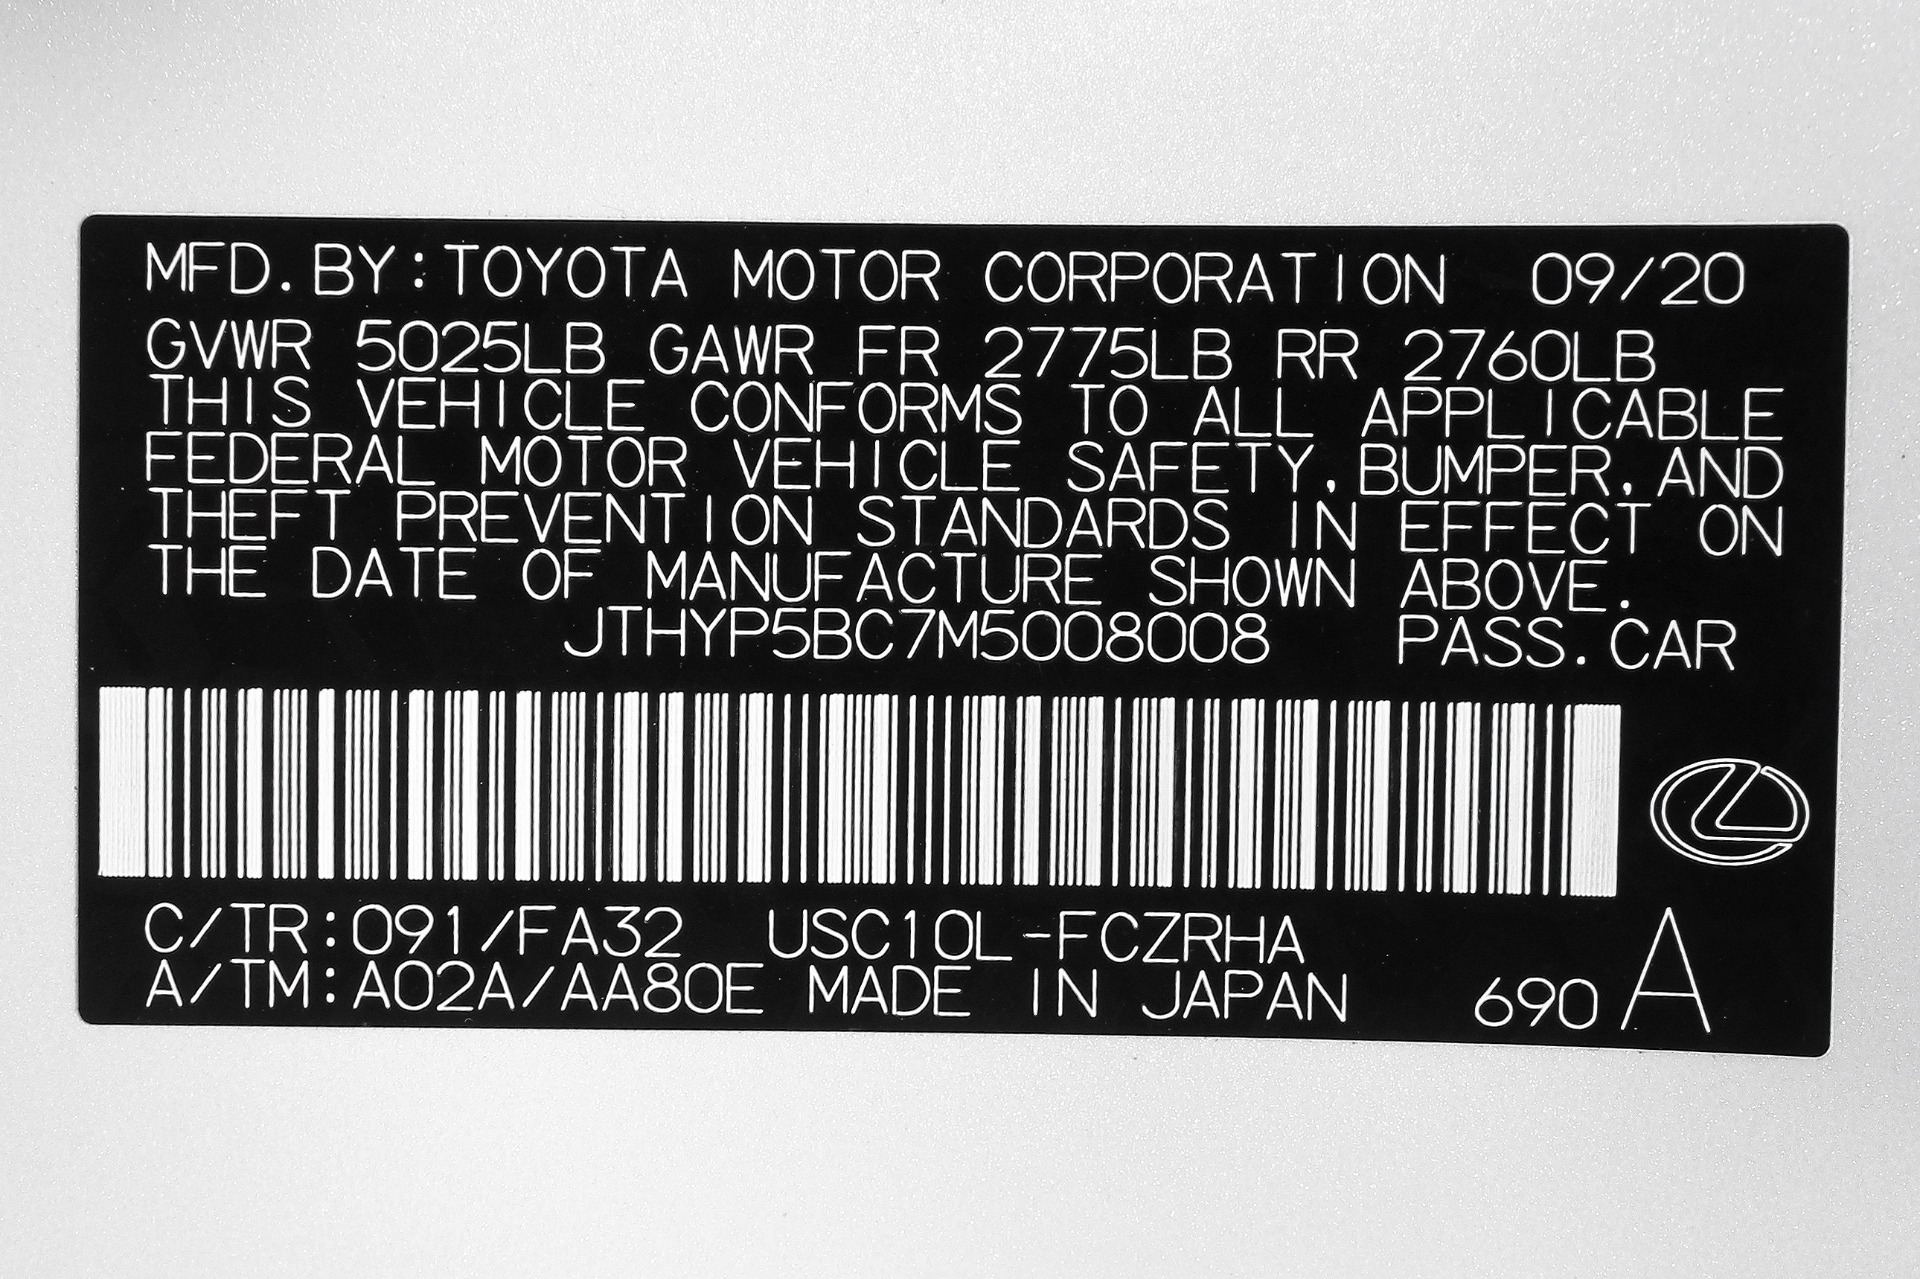 MFD. BY: TOYOTA MOTOR CORPORATION 09/20
GVWR 5025LB GAWR FR 2775LB RR 2760LB
THIS VEHICLE CONFORMS TO ALL APPLICABLE
FEDERAL MOTOR VEHICLE SAFETY, BUMPER, AND
THEFT PREVENTION STANDARDS IN EFFECT ON
THE DATE OF MANUFACTURE SHOWN ABOVE.
JTHYP5BC7M5008008 PASS. CAR
C/TR: 091/FA32 USC10L-FCZRHA
A/TM: A02A/AA80E MADE IN JAPAN 690 A